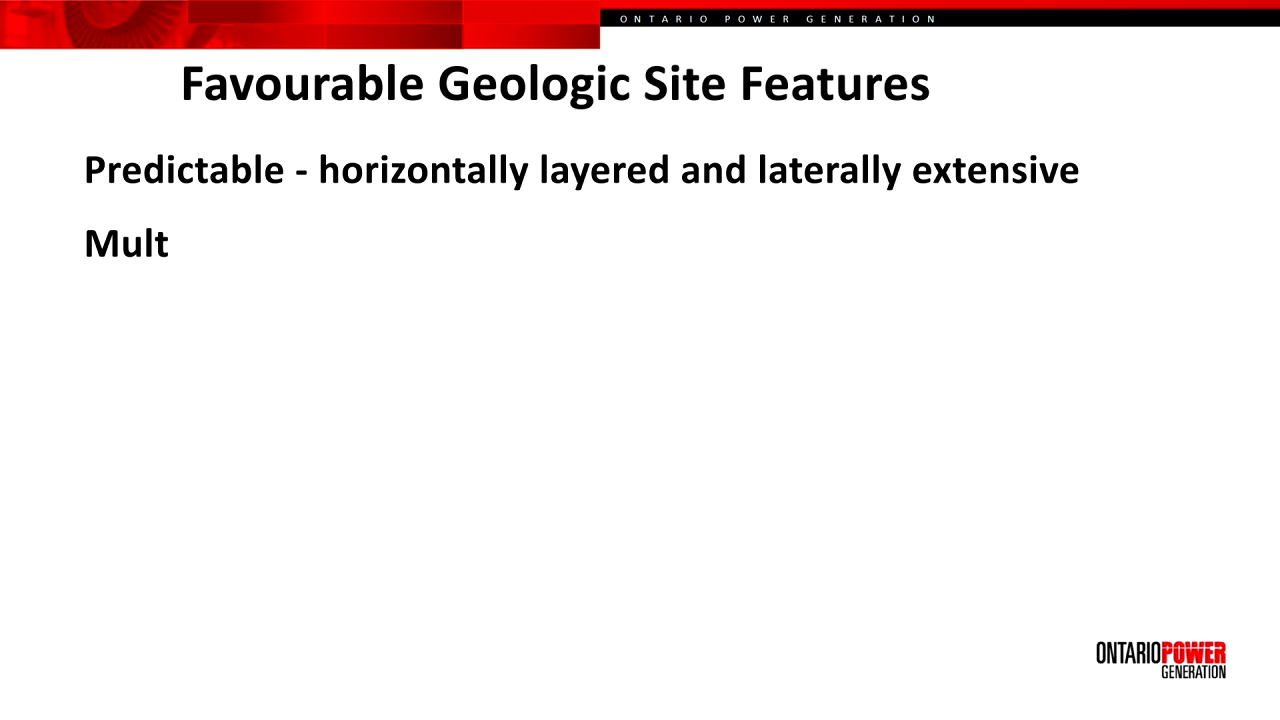 ONTARIO POWER GENERATION
Favourable Geologic Site Features
Predictable - horizontally layered and laterally extensive
Mult
ONTARIOPOWER
GENERATION